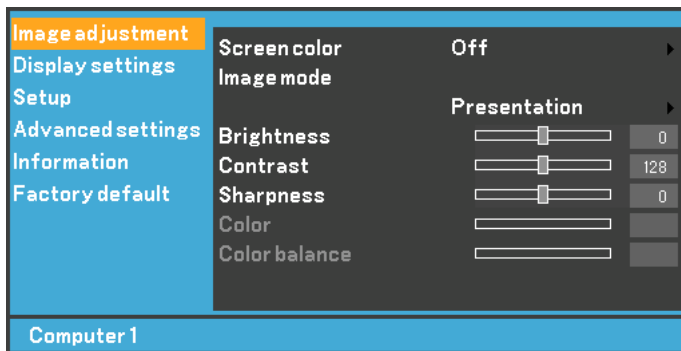 Image adjustment
Display settings
Setup
Advanced settings
Information
Factory default
Screen color Off
Image mode
Presentation
Brightness 0
Contrast 128
Sharpness 0
Color
Color balance
Computer 1